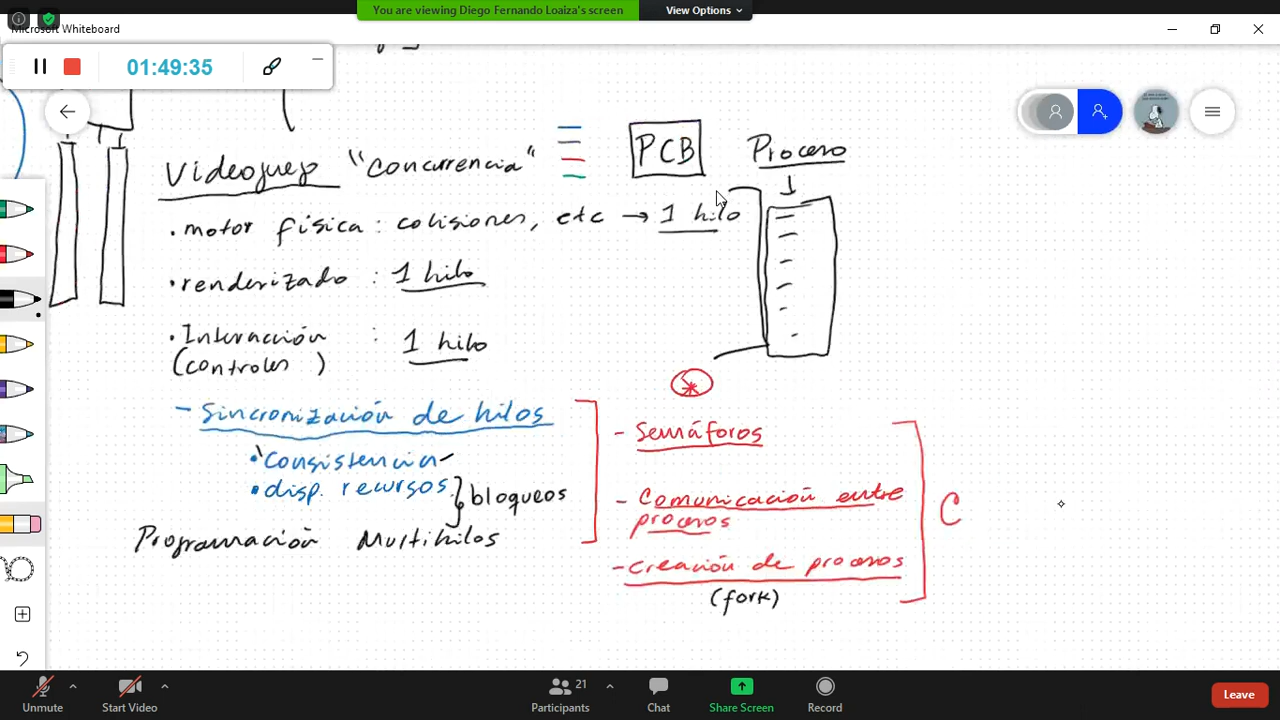 You are viewing Diego Fernando Loaiza's screen
View Options
Microsoft Whiteboard
01:49:35
Videojuego "Concurrencia"
PCB
Proceso
• motor física : colisiones, etc → 1 hilo
• renderizado : 1 hilo
• Interacción : 1 hilo
(controles)
- Sincronización de hilos
• Consistencia
• disp. recursos
bloqueos
Programación Multihilos
- Semáforos
- Comunicación entre
procesos
- Creación de procesos
(fork)
C
Unmute
Start Video
21
Participants
Chat
Share Screen
Record
Leave